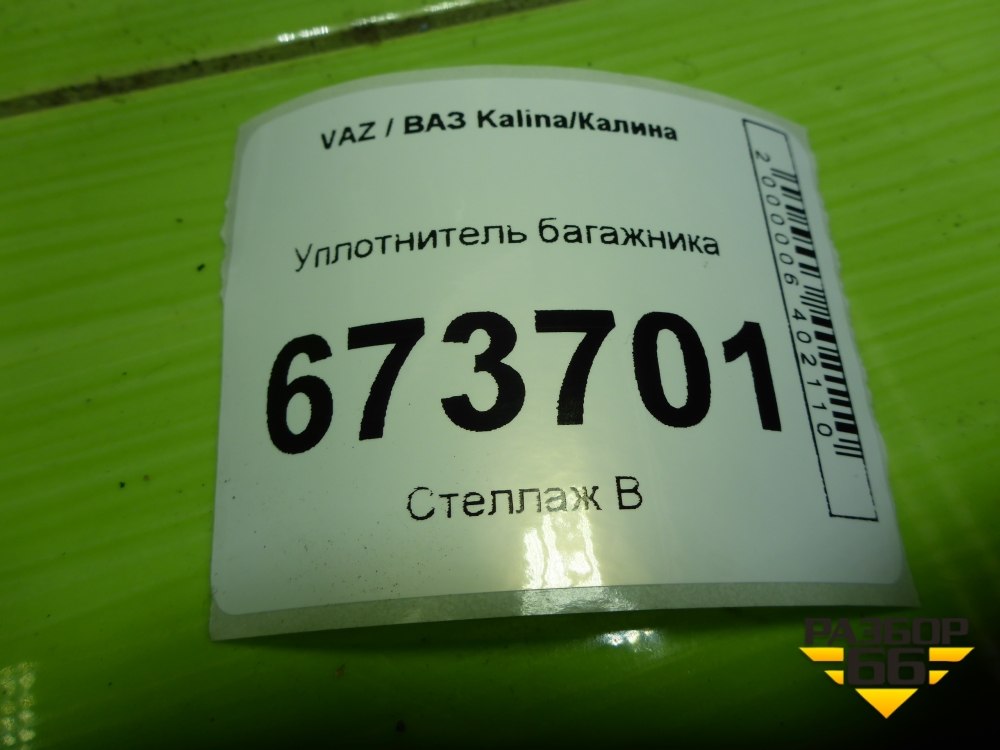 VAZ / ВАЗ Kalina/Калина
Уплотнитель багажника
673701
Стеллаж В
2000006402110
РАЗБОР
66